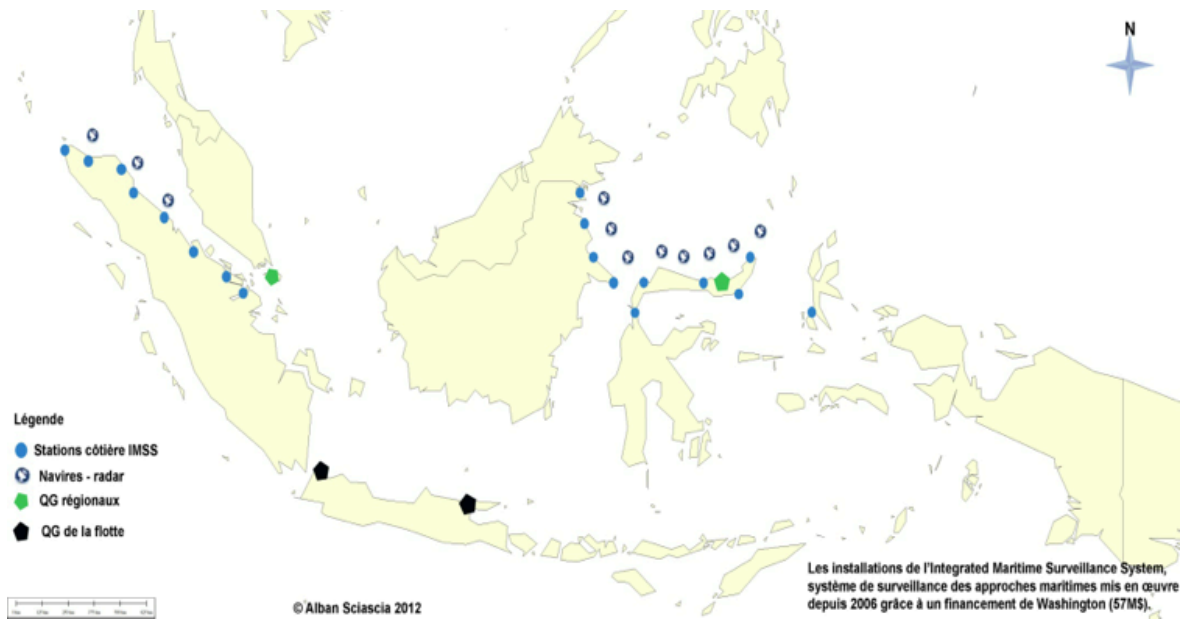 N
Légende
Stations côtière IMSS
Navires - radar
QG régionaux
QG de la flotte
© Alban Sciascia 2012
Les installations de l'Integrated Maritime Surveillance System,
système de surveillance des approches maritimes mis en œuvre
depuis 2006 grâce à un financement de Washington (57M$).